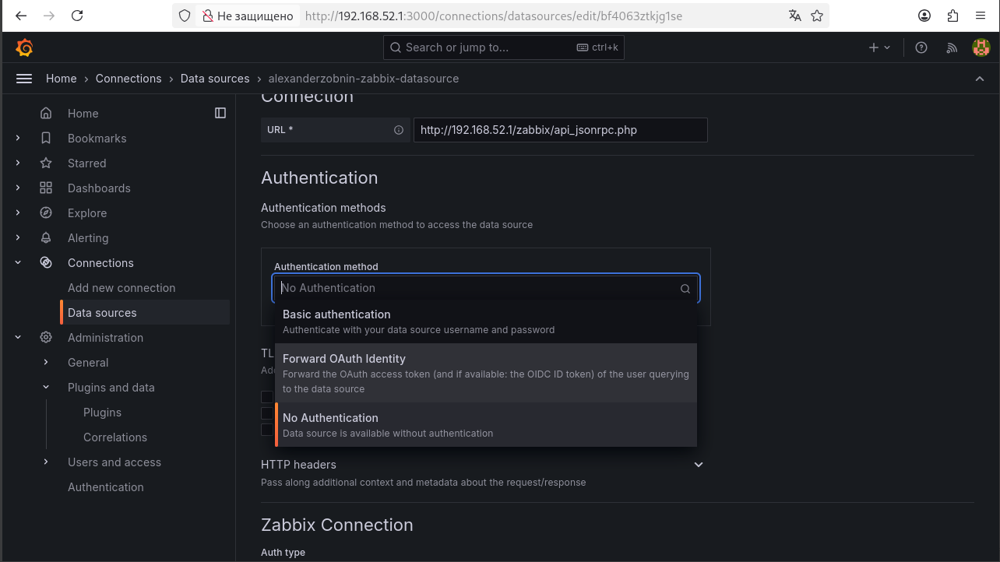 Не защищено
http://192.168.52.1:3000/connections/datasources/edit/bf4063ztkjg1se
Search or jump to...
ctrl+k
Home › Connections › Data sources › alexanderzobnin-zabbix-datasource
Home
Bookmarks
Starred
Dashboards
Explore
Alerting
Connections
Add new connection
Data sources
Administration
General
Plugins and data
Plugins
Correlations
Users and access
Authentication
Connection
URL *
http://192.168.52.1/zabbix/api_jsonrpc.php
Authentication
Authentication methods
Choose an authentication method to access the data source
Authentication method
No Authentication
Basic authentication
Authenticate with your data source username and password
TL
Forward OAuth Identity
Ad
Forward the OAuth access token (and if available: the OIDC ID token) of the user querying
to the data source
No Authentication
Data source is available without authentication
HTTP headers
Pass along additional context and metadata about the request/response
Zabbix Connection
Auth type